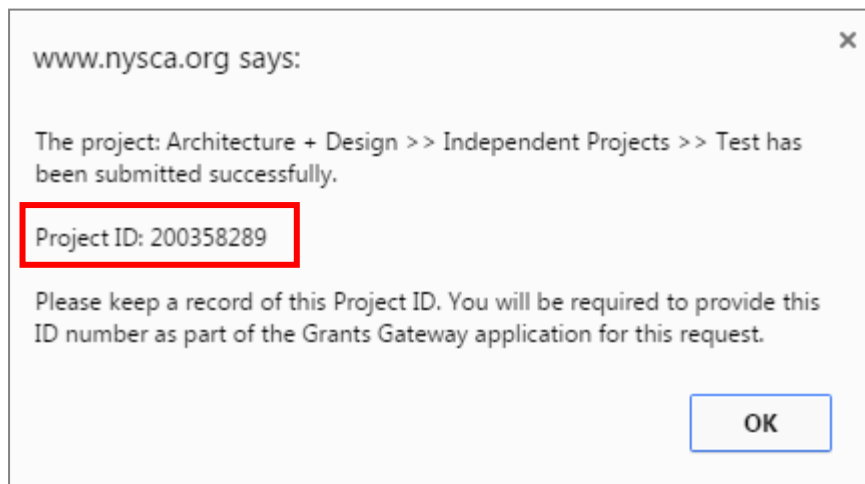 www.nysca.org says:
The project: Architecture + Design >> Independent Projects >> Test has
been submitted successfully.
Project ID: 200358289
Please keep a record of this Project ID. You will be required to provide this
ID number as part of the Grants Gateway application for this request.
OK